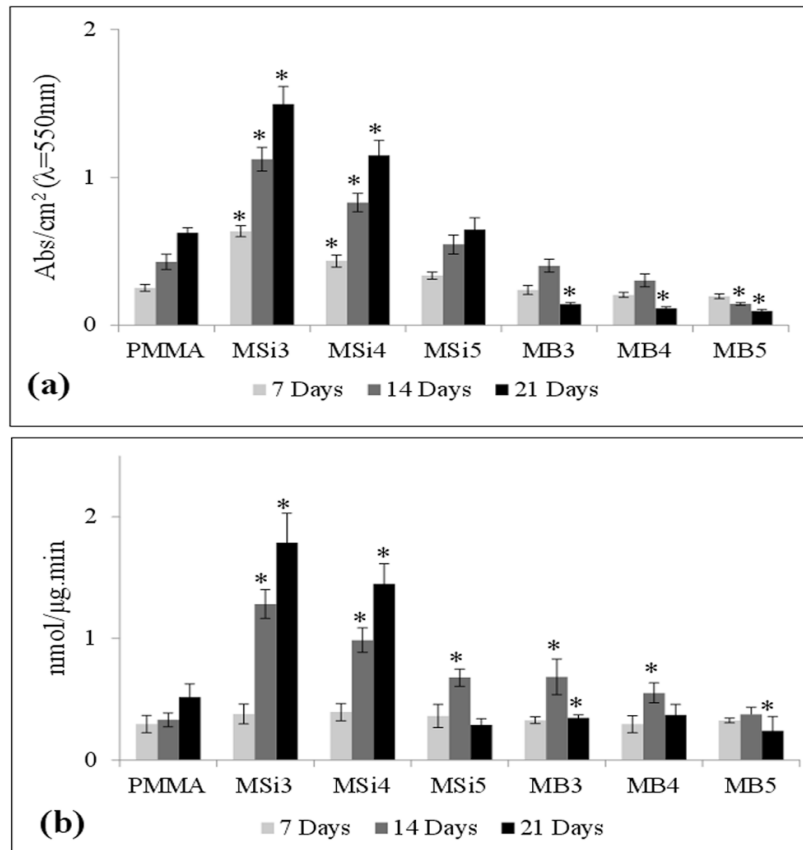 2
Abs/cm² (λ=550nm)
* * * * * *
1
* * * *
0
PMMA MSi3 MSi4 MSi5 MB3 MB4 MB5
7 Days 14 Days 21 Days
(a)
2
nmol/µg.min
* * * *
1
* * * * *
0
PMMA MSi3 MSi4 MSi5 MB3 MB4 MB5
7 Days 14 Days 21 Days
(b)